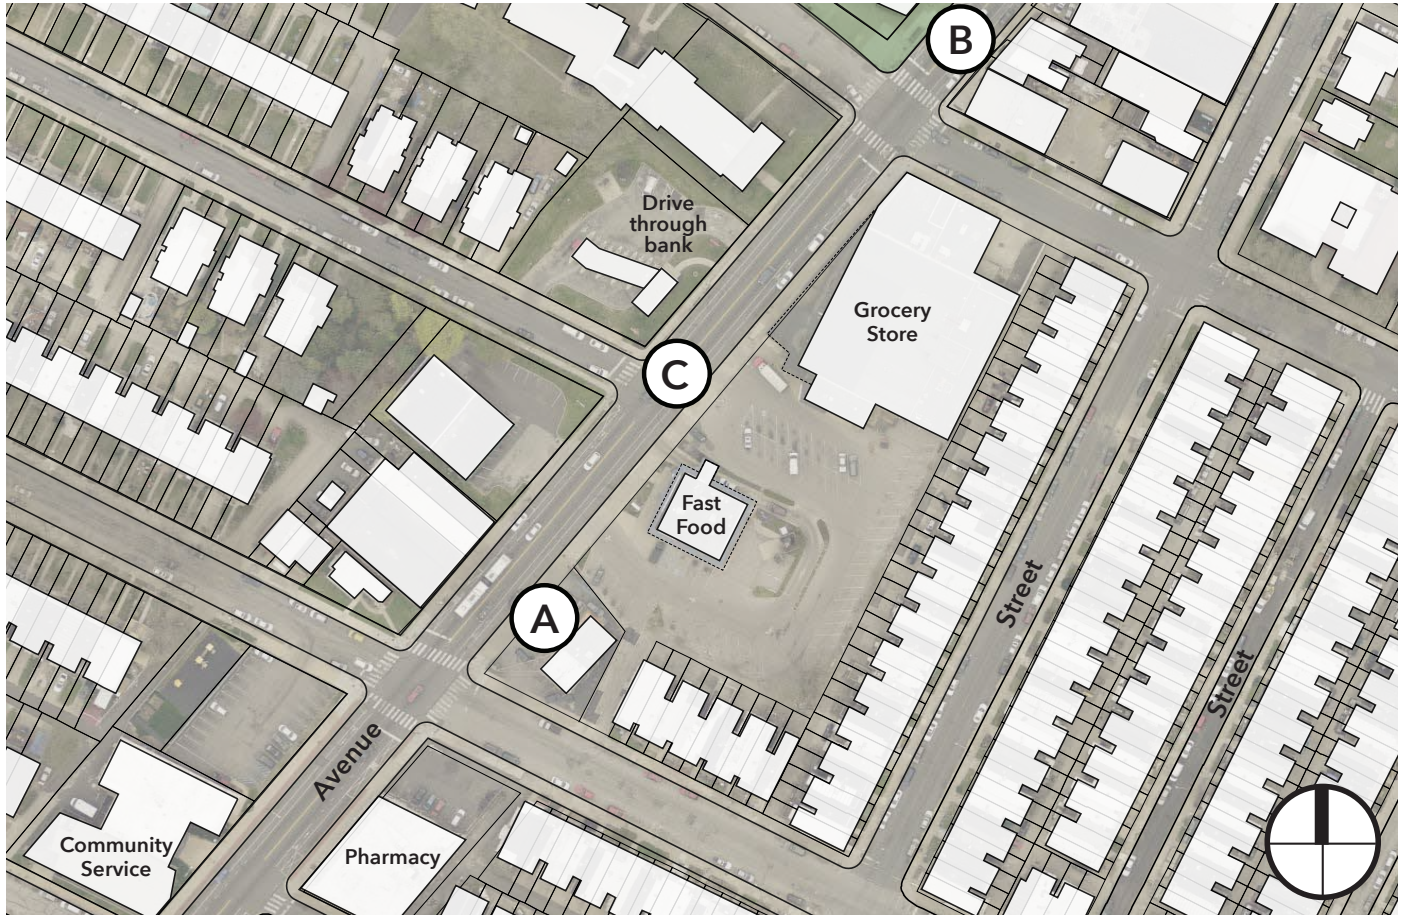 B
Drive
through
bank
Grocery
Store
C
Fast
Food
A
Street
Street
Avenue
Community
Service
Pharmacy